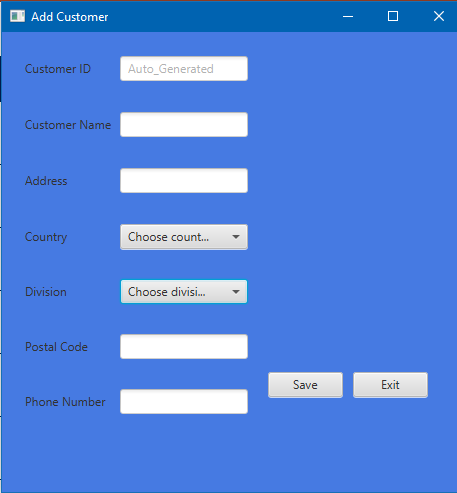 Add Customer
Customer ID Auto_Generated
Customer Name
Address
Country Choose count...
Division Choose divisi...
Postal Code
Save Exit
Phone Number